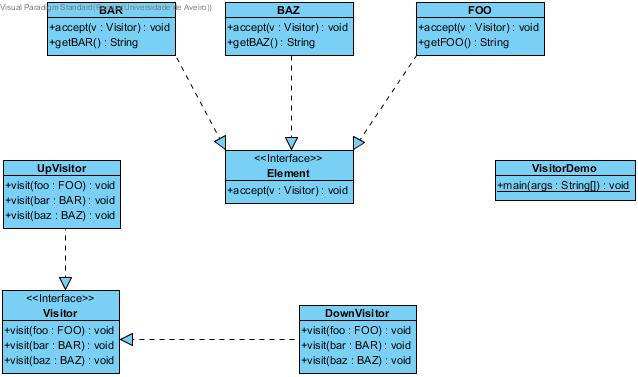 Visual Paradigm Standard(
Universidade de Aveiro))
BAR
+accept(v : Visitor) : void
+getBAR() : String
BAZ
+accept(v : Visitor) : void
+getBAZ() : String
FOO
+accept(v : Visitor) : void
+getFOO() : String
<<Interface>>
Element
+accept(v : Visitor) : void
UpVisitor
+visit(foo : FOO) : void
+visit(bar : BAR) : void
+visit(baz : BAZ) : void
VisitorDemo
+main(args : String[]) : void
<<Interface>>
Visitor
+visit(foo : FOO) : void
+visit(bar : BAR) : void
+visit(baz : BAZ) : void
DownVisitor
+visit(foo : FOO) : void
+visit(bar : BAR) : void
+visit(baz : BAZ) : void